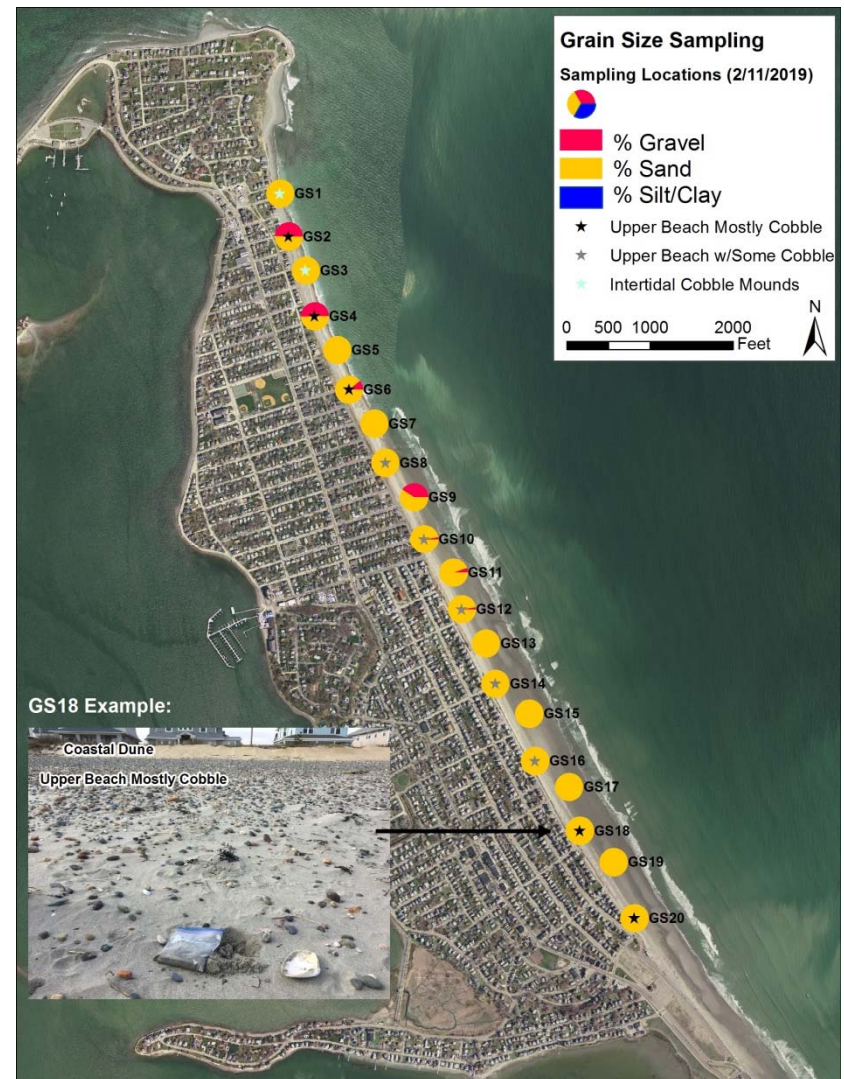 Grain Size Sampling
Sampling Locations (2/11/2019)
% Gravel
% Sand
% Silt/Clay
Upper Beach Mostly Cobble
Upper Beach w/Some Cobble
Intertidal Cobble Mounds
N
0 500 1000 2000
Feet
GS1
GS2
GS3
GS4
GS5
GS6
GS7
GS8
GS9
GS10
GS11
GS12
GS13
GS14
GS15
GS16
GS17
GS18
GS19
GS20
GS18 Example:
Coastal Dune
Upper Beach Mostly Cobble